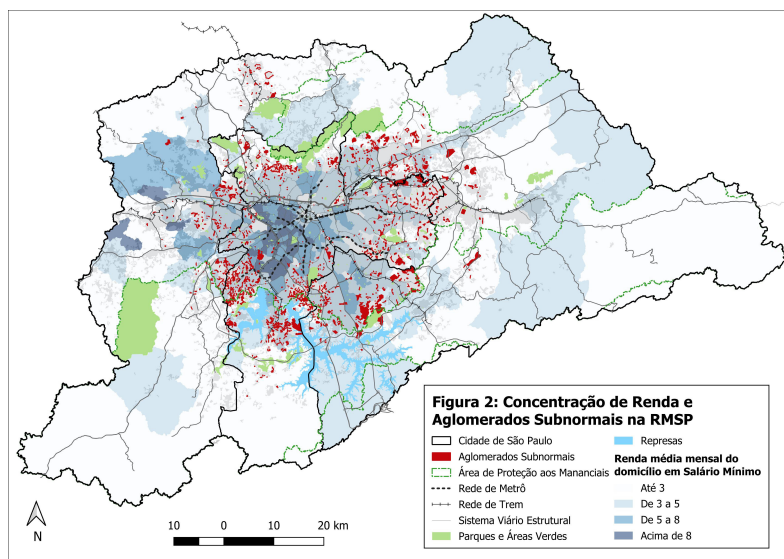 Figura 2: Concentração de Renda e
Aglomerados Subnormais na RMSP
Cidade de São Paulo
Aglomerados Subnormais
Área de Proteção aos Mananciais
Rede de Metrô
Rede de Trem
Sistema Viário Estrutural
Parques e Áreas Verdes
Represas
Renda média mensal do
domicílio em Salário Mínimo
Até 3
De 3 a 5
De 5 a 8
Acima de 8
N
10 0 10 20 km